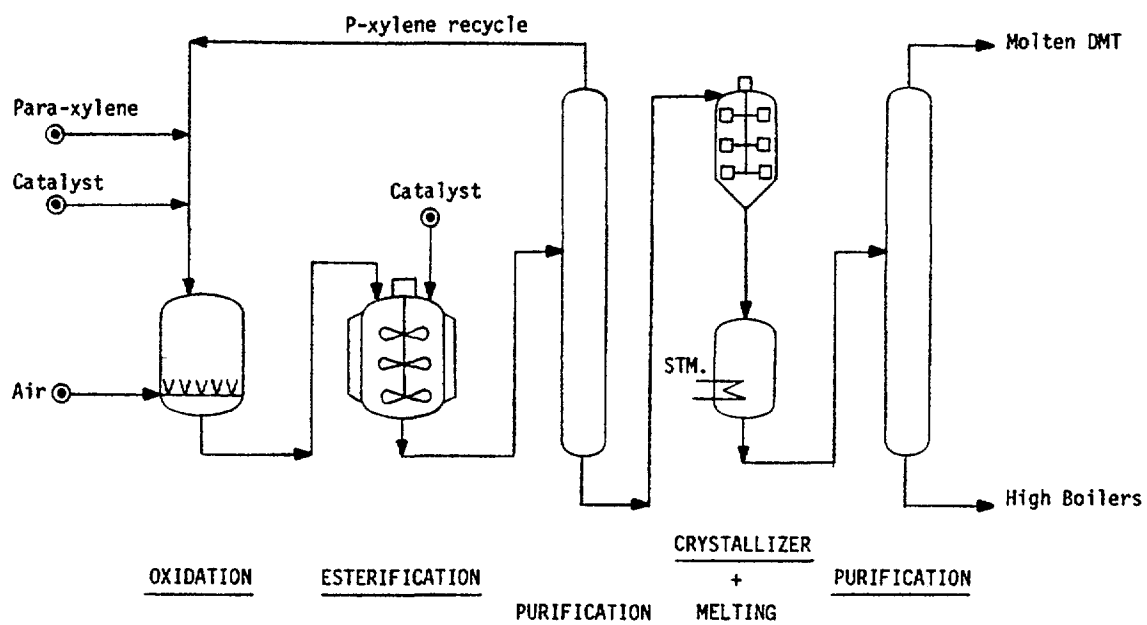 P-xylene recycle
Molten DMT
Para-xylene
Catalyst
Catalyst
STM.
Air
High Boilers
CRYSTALLIZER
OXIDATION
ESTERIFICATION
+
PURIFICATION
PURIFICATION
MELTING